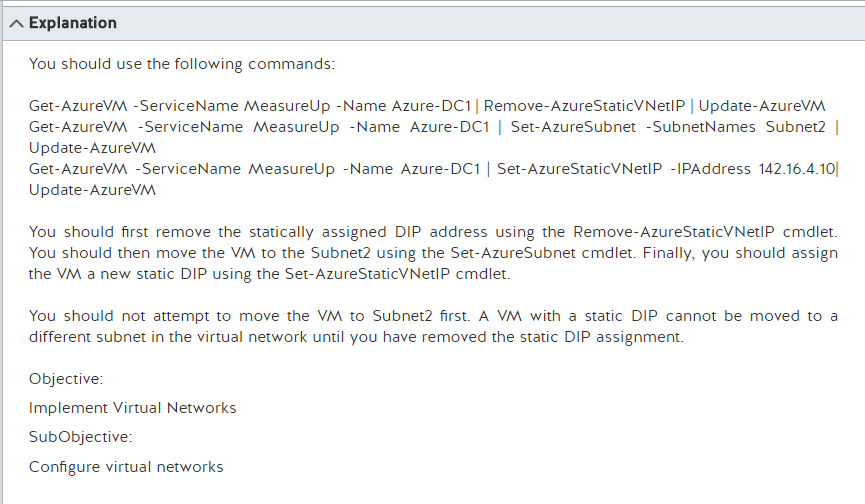 Explanation
You should use the following commands:
Get-AzureVM -ServiceName MeasureUp -Name Azure-DC1 | Remove-AzureStaticVNetIP | Update-AzureVM
Get-AzureVM -ServiceName MeasureUp -Name Azure-DC1 | Set-AzureSubnet -SubnetNames Subnet2 |
Update-AzureVM
Get-AzureVM -ServiceName MeasureUp -Name Azure-DC1 | Set-AzureStaticVNetIP -IPAddress 142.16.4.10|
Update-AzureVM
You should first remove the statically assigned DIP address using the Remove-AzureStaticVNetIP cmdlet.
You should then move the VM to the Subnet2 using the Set-AzureSubnet cmdlet. Finally, you should assign
the VM a new static DIP using the Set-AzureStaticVNetIP cmdlet.
You should not attempt to move the VM to Subnet2 first. A VM with a static DIP cannot be moved to a
different subnet in the virtual network until you have removed the static DIP assignment.
Objective:
Implement Virtual Networks
SubObjective:
Configure virtual networks